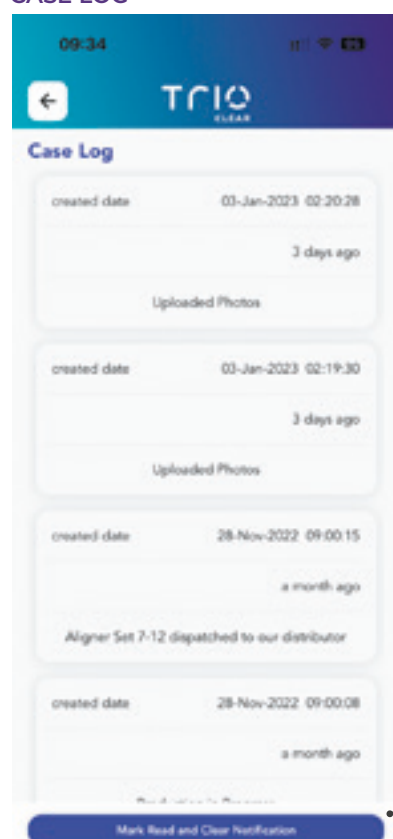 CASE LOG
09:34
TRIO
CLEAR
Case Log
created date 03-Jan-2023 02:20:28
3 days ago
Uploaded Photos
created date 03-Jan-2023 02:19:30
3 days ago
Uploaded Photos
created date 28-Nov-2022 09:00:15
a month ago
Aligner Set 7-12 dispatched to our distributor
created date 28-Nov-2022 09:00:08
a month ago
Mark Read and Clear Notification